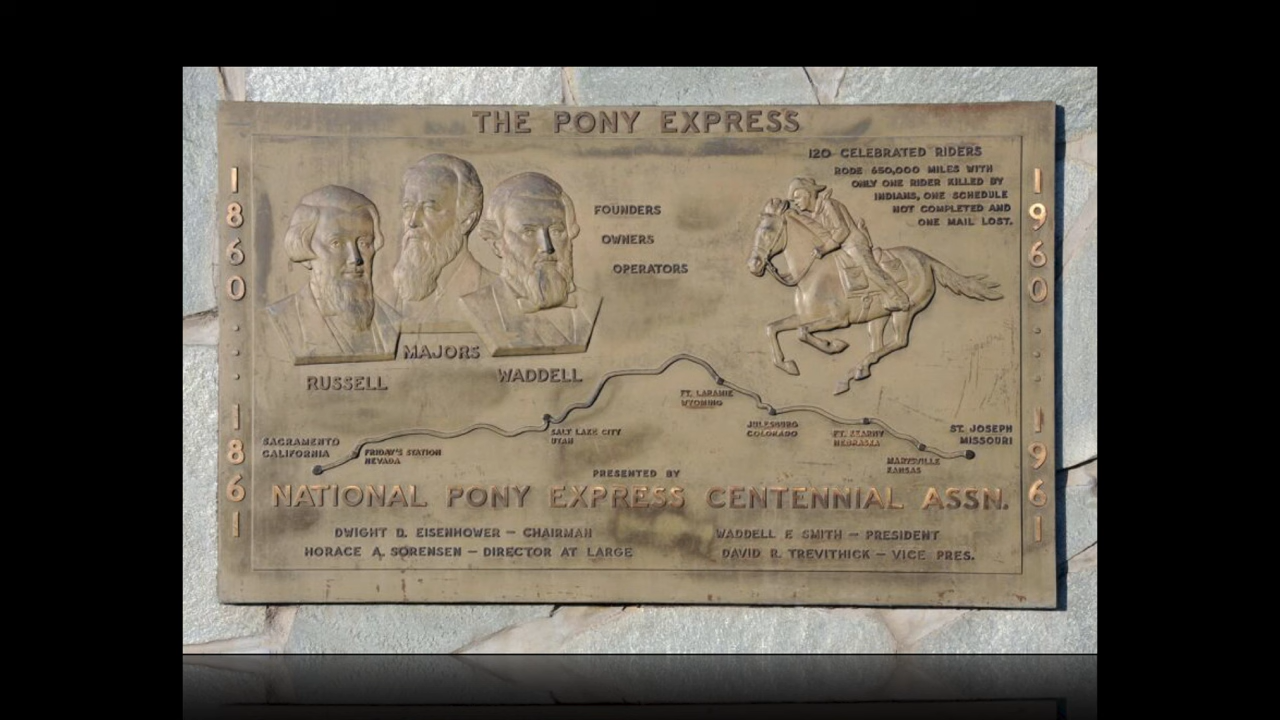 THE PONY EXPRESS
1860...1861
1960...1961
120 CELEBRATED RIDERS
RODE 650,000 MILES WITH
ONLY ONE RIDER KILLED BY
INDIANS, ONE SCHEDULE
NOT COMPLETED AND
ONE MAIL LOST.
FOUNDERS
OWNERS
OPERATORS
MAJORS
RUSSELL
WADDELL
SACRAMENTO
CALIFORNIA
FRIDAY'S STATION
NEVADA
SALT LAKE CITY
UTAH
FT. LARAMIE
WYOMING
JULESBURG
COLORADO
FT. KEARNY
NEBRASKA
MARYSVILLE
KANSAS
ST. JOSEPH
MISSOURI
PRESENTED BY
NATIONAL PONY EXPRESS CENTENNIAL ASSN.
DWIGHT D. EISENHOWER – CHAIRMAN
WADDELL F SMITH – PRESIDENT
HORACE A. SORENSEN – DIRECTOR AT LARGE
DAVID R. TREVITHICK – VICE PRES.